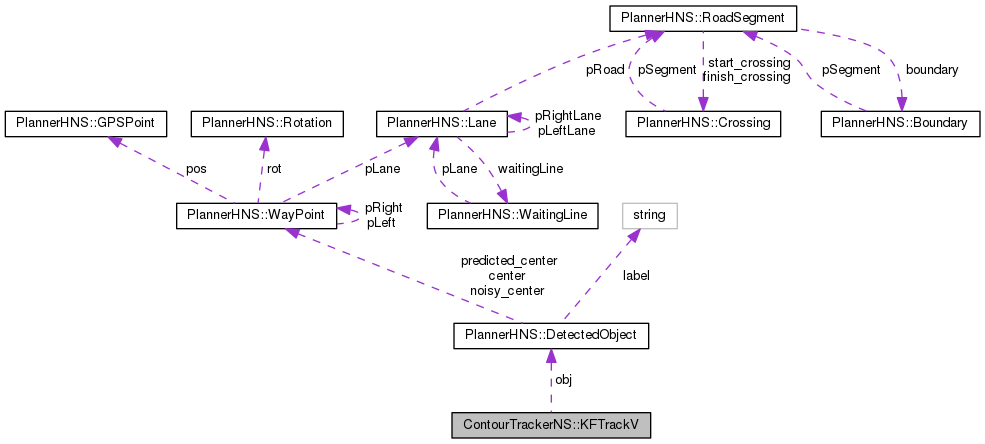 PlannerHNS::RoadSegment
pRoad
pSegment
start_crossing
finish_crossing
pSegment
boundary
PlannerHNS::GPSPoint
PlannerHNS::Rotation
PlannerHNS::Lane
pRightLane
pLeftLane
PlannerHNS::Crossing
PlannerHNS::Boundary
pos
rot
pLane
pLane
waitingLine
PlannerHNS::WayPoint
pRight
pLeft
PlannerHNS::WaitingLine
string
predicted_center
center
noisy_center
label
PlannerHNS::DetectedObject
obj
ContourTrackerNS::KFTrackV